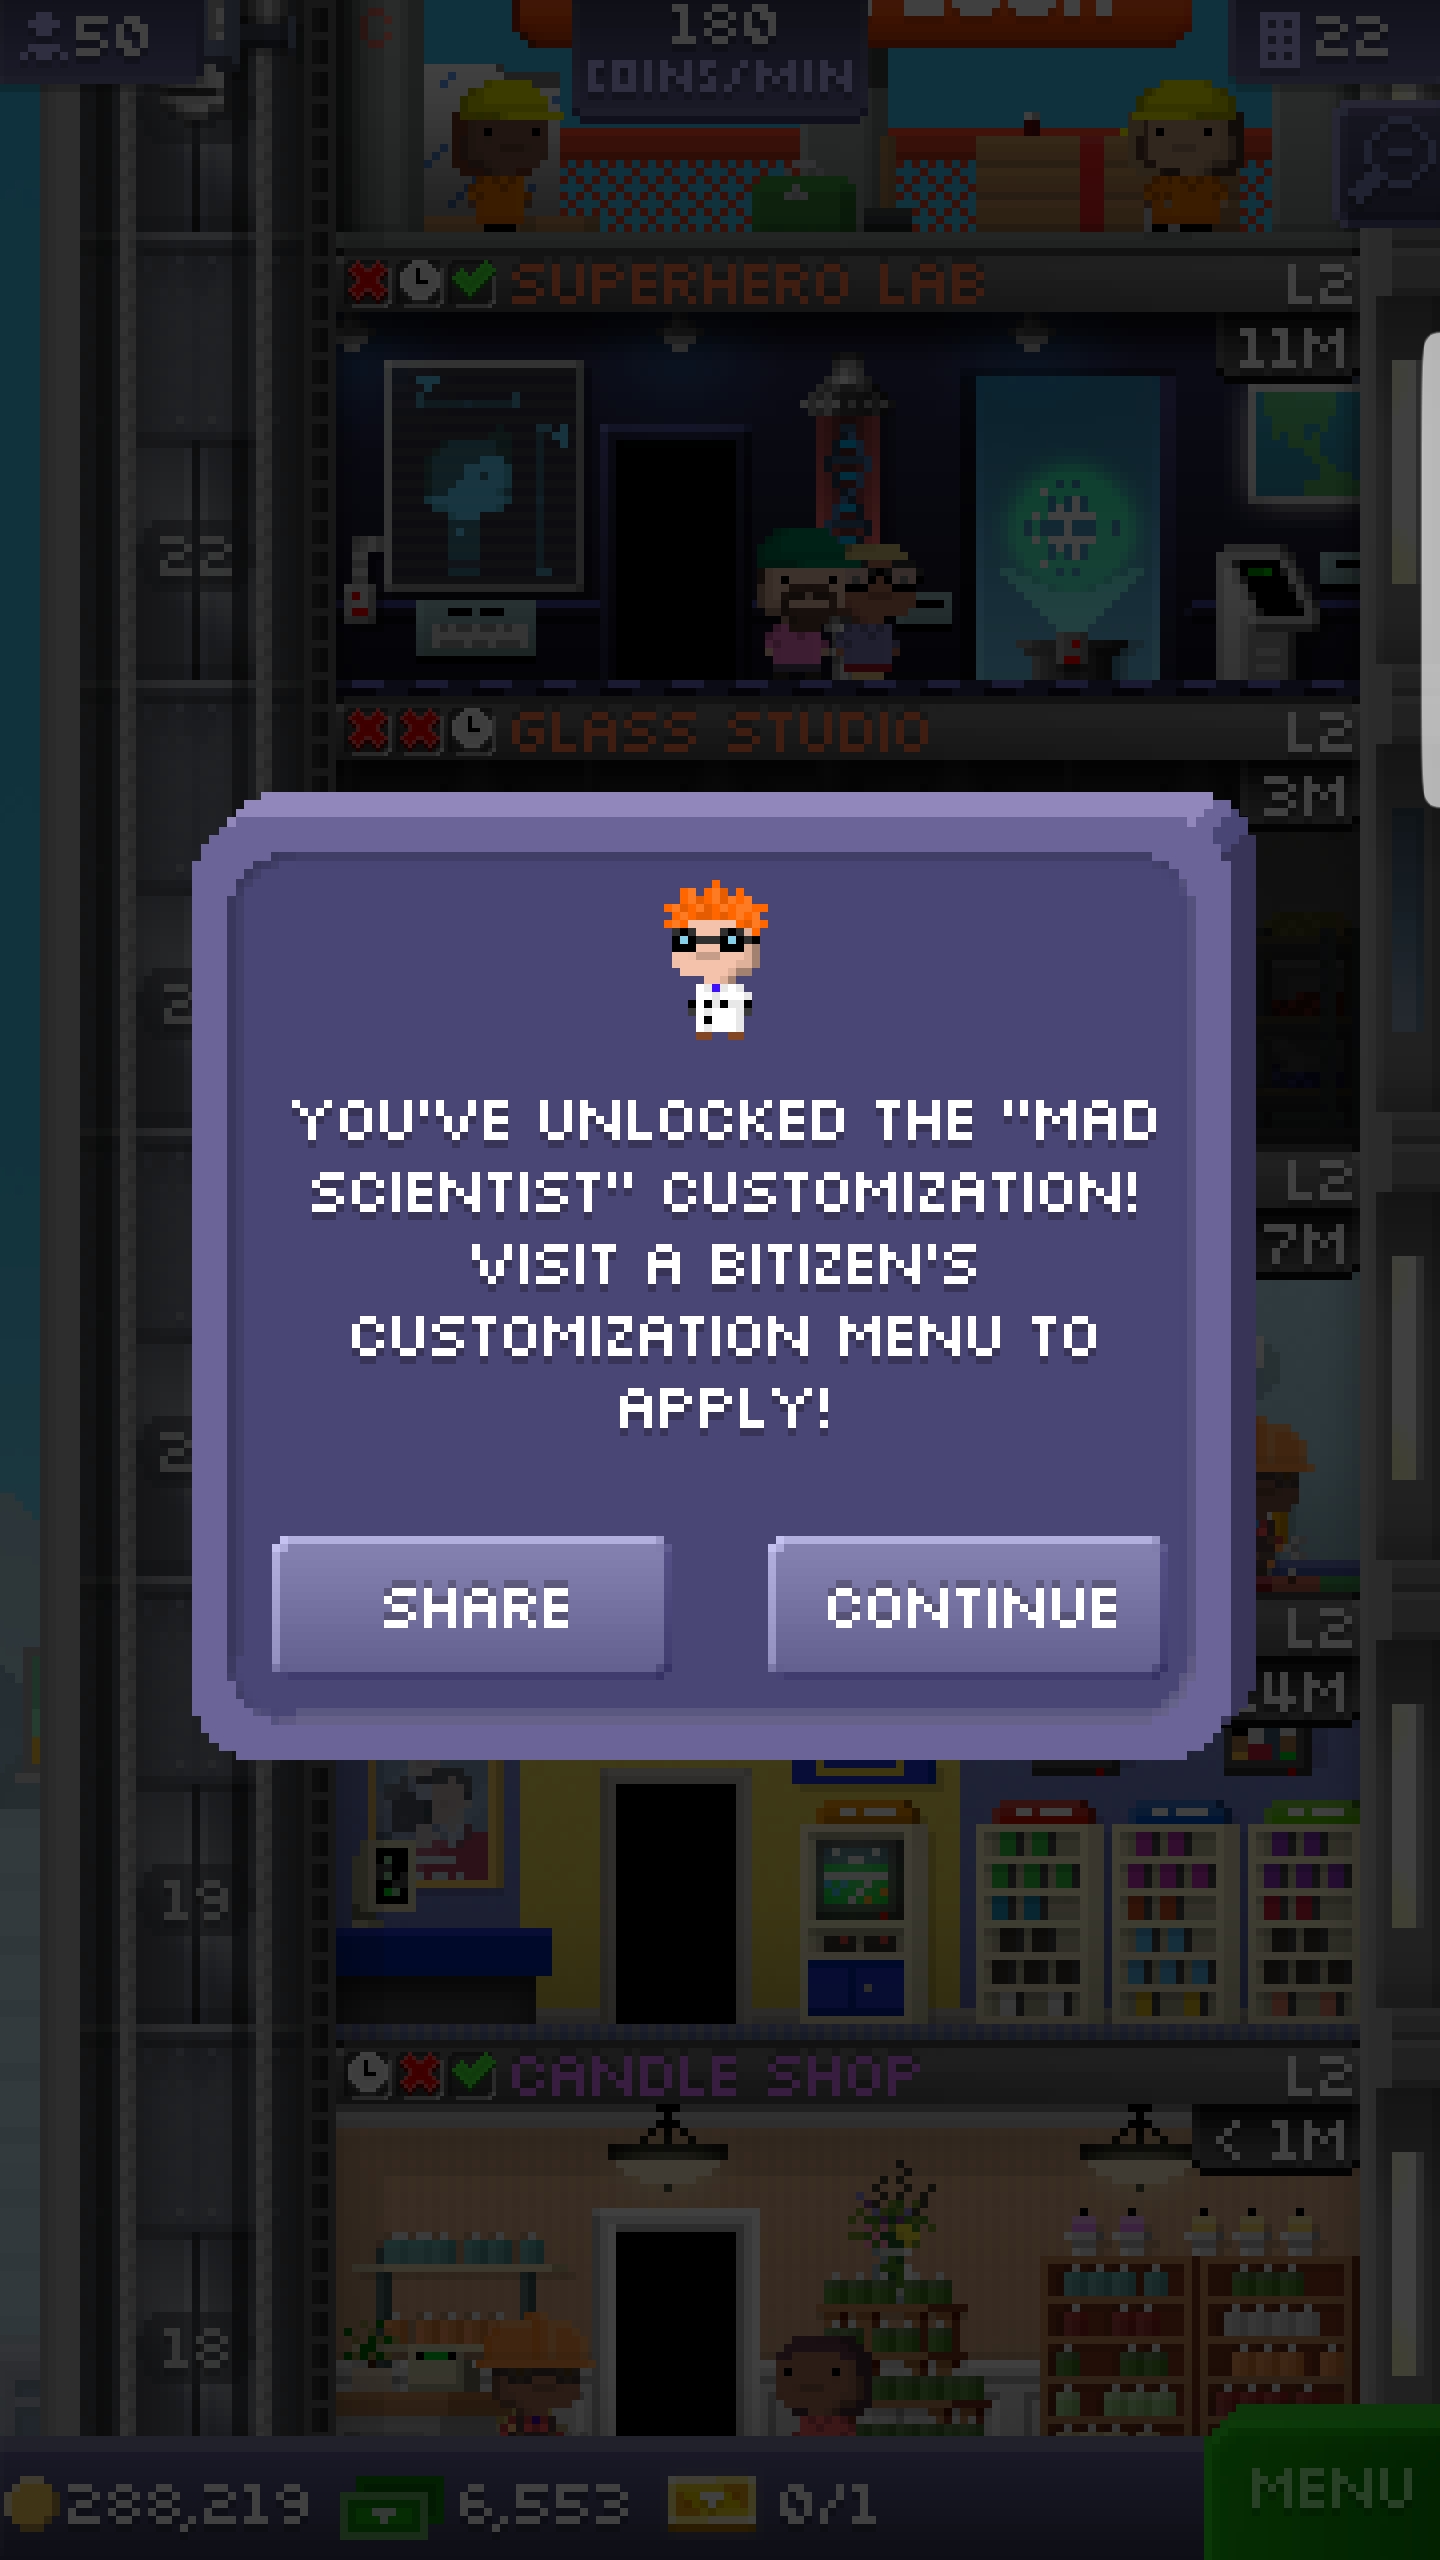 50
180
COINS/MIN
22
SUPERHERO LAB
L2
11M
22
GLASS STUDIO
L2
3M
YOU'VE UNLOCKED THE "MAD
SCIENTIST" CUSTOMIZATION!
VISIT A BITIZEN'S
CUSTOMIZATION MENU TO
APPLY!
L2
7M
SHARE
CONTINUE
L2
4M
19
CANDLE SHOP
L2
< 1M
18
288,219
6,553
0/1
MENU